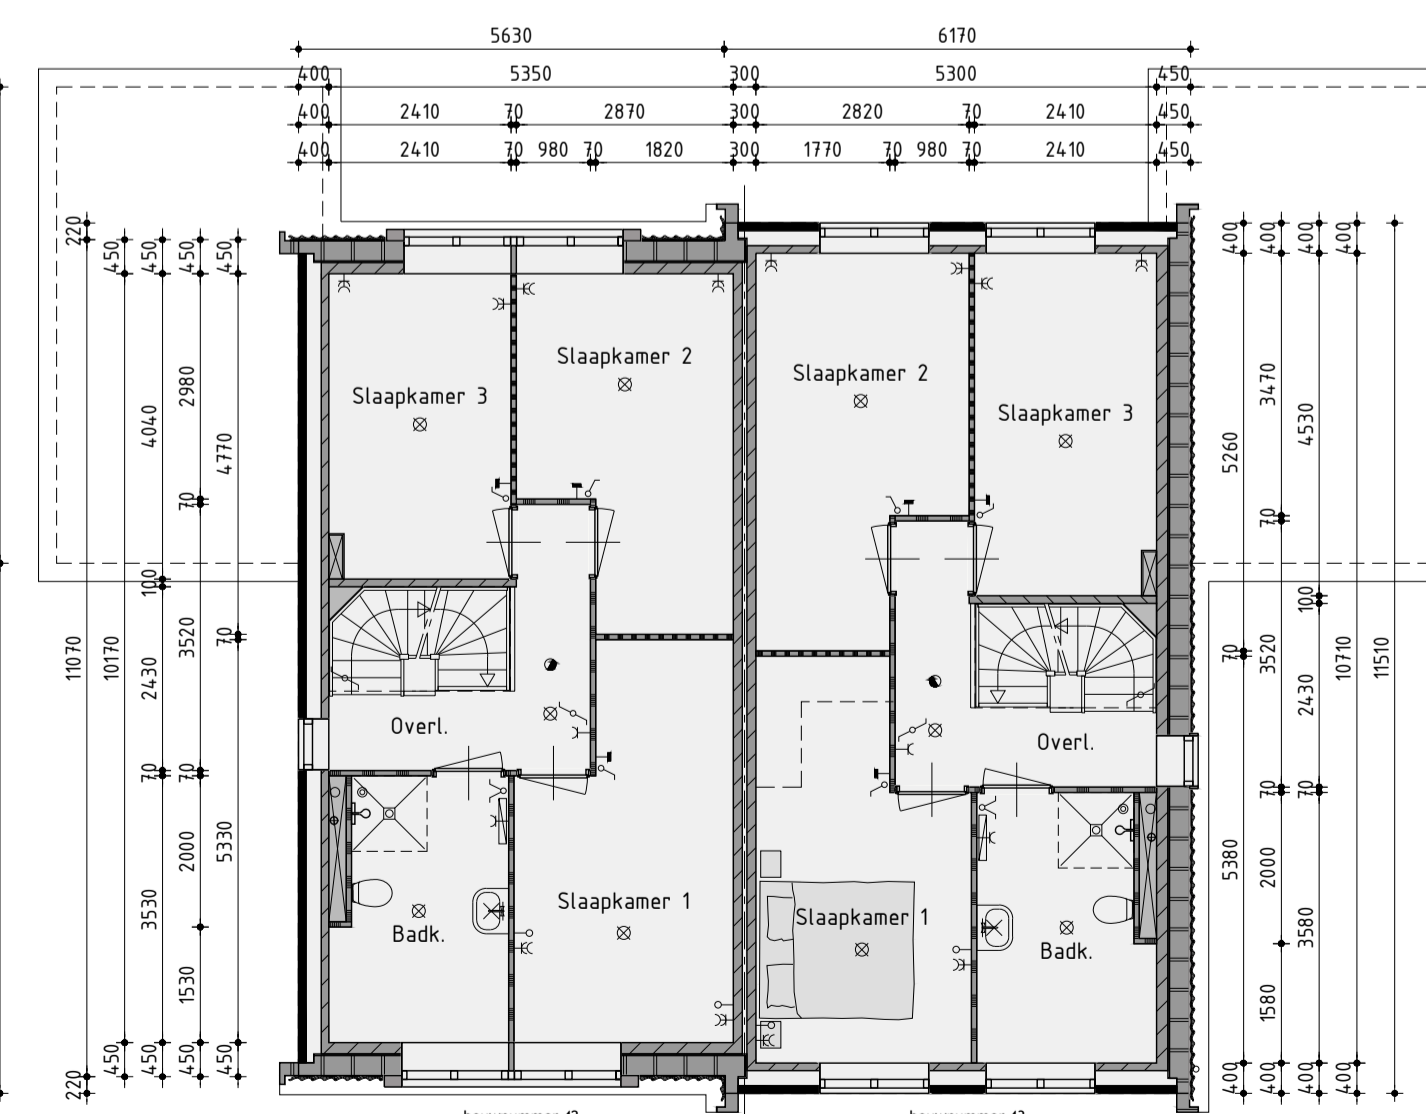 5630 6170
400 5350 300 5300 450
400 2410 70 2870 300 2820 70 2410 450
400 2410 70 980 70 1820 300 1770 70 980 70 2410 450
220 11070 220
450 10170 450
450 4040 100 2430 70 3530 450
450 2980 70 3520 70 2000 1530 450
450 4770 70 5330 450
Slaapkamer 2
Slaapkamer 3
Slaapkamer 2
Slaapkamer 3
Overl.
Overl.
Slaapkamer 1
Badk.
Slaapkamer 1
Badk.
400 5260 70 5380 400
400 3470 70 3520 70 2000 1580 400
400 4530 100 2430 70 3580 400
400 10710 400
11510